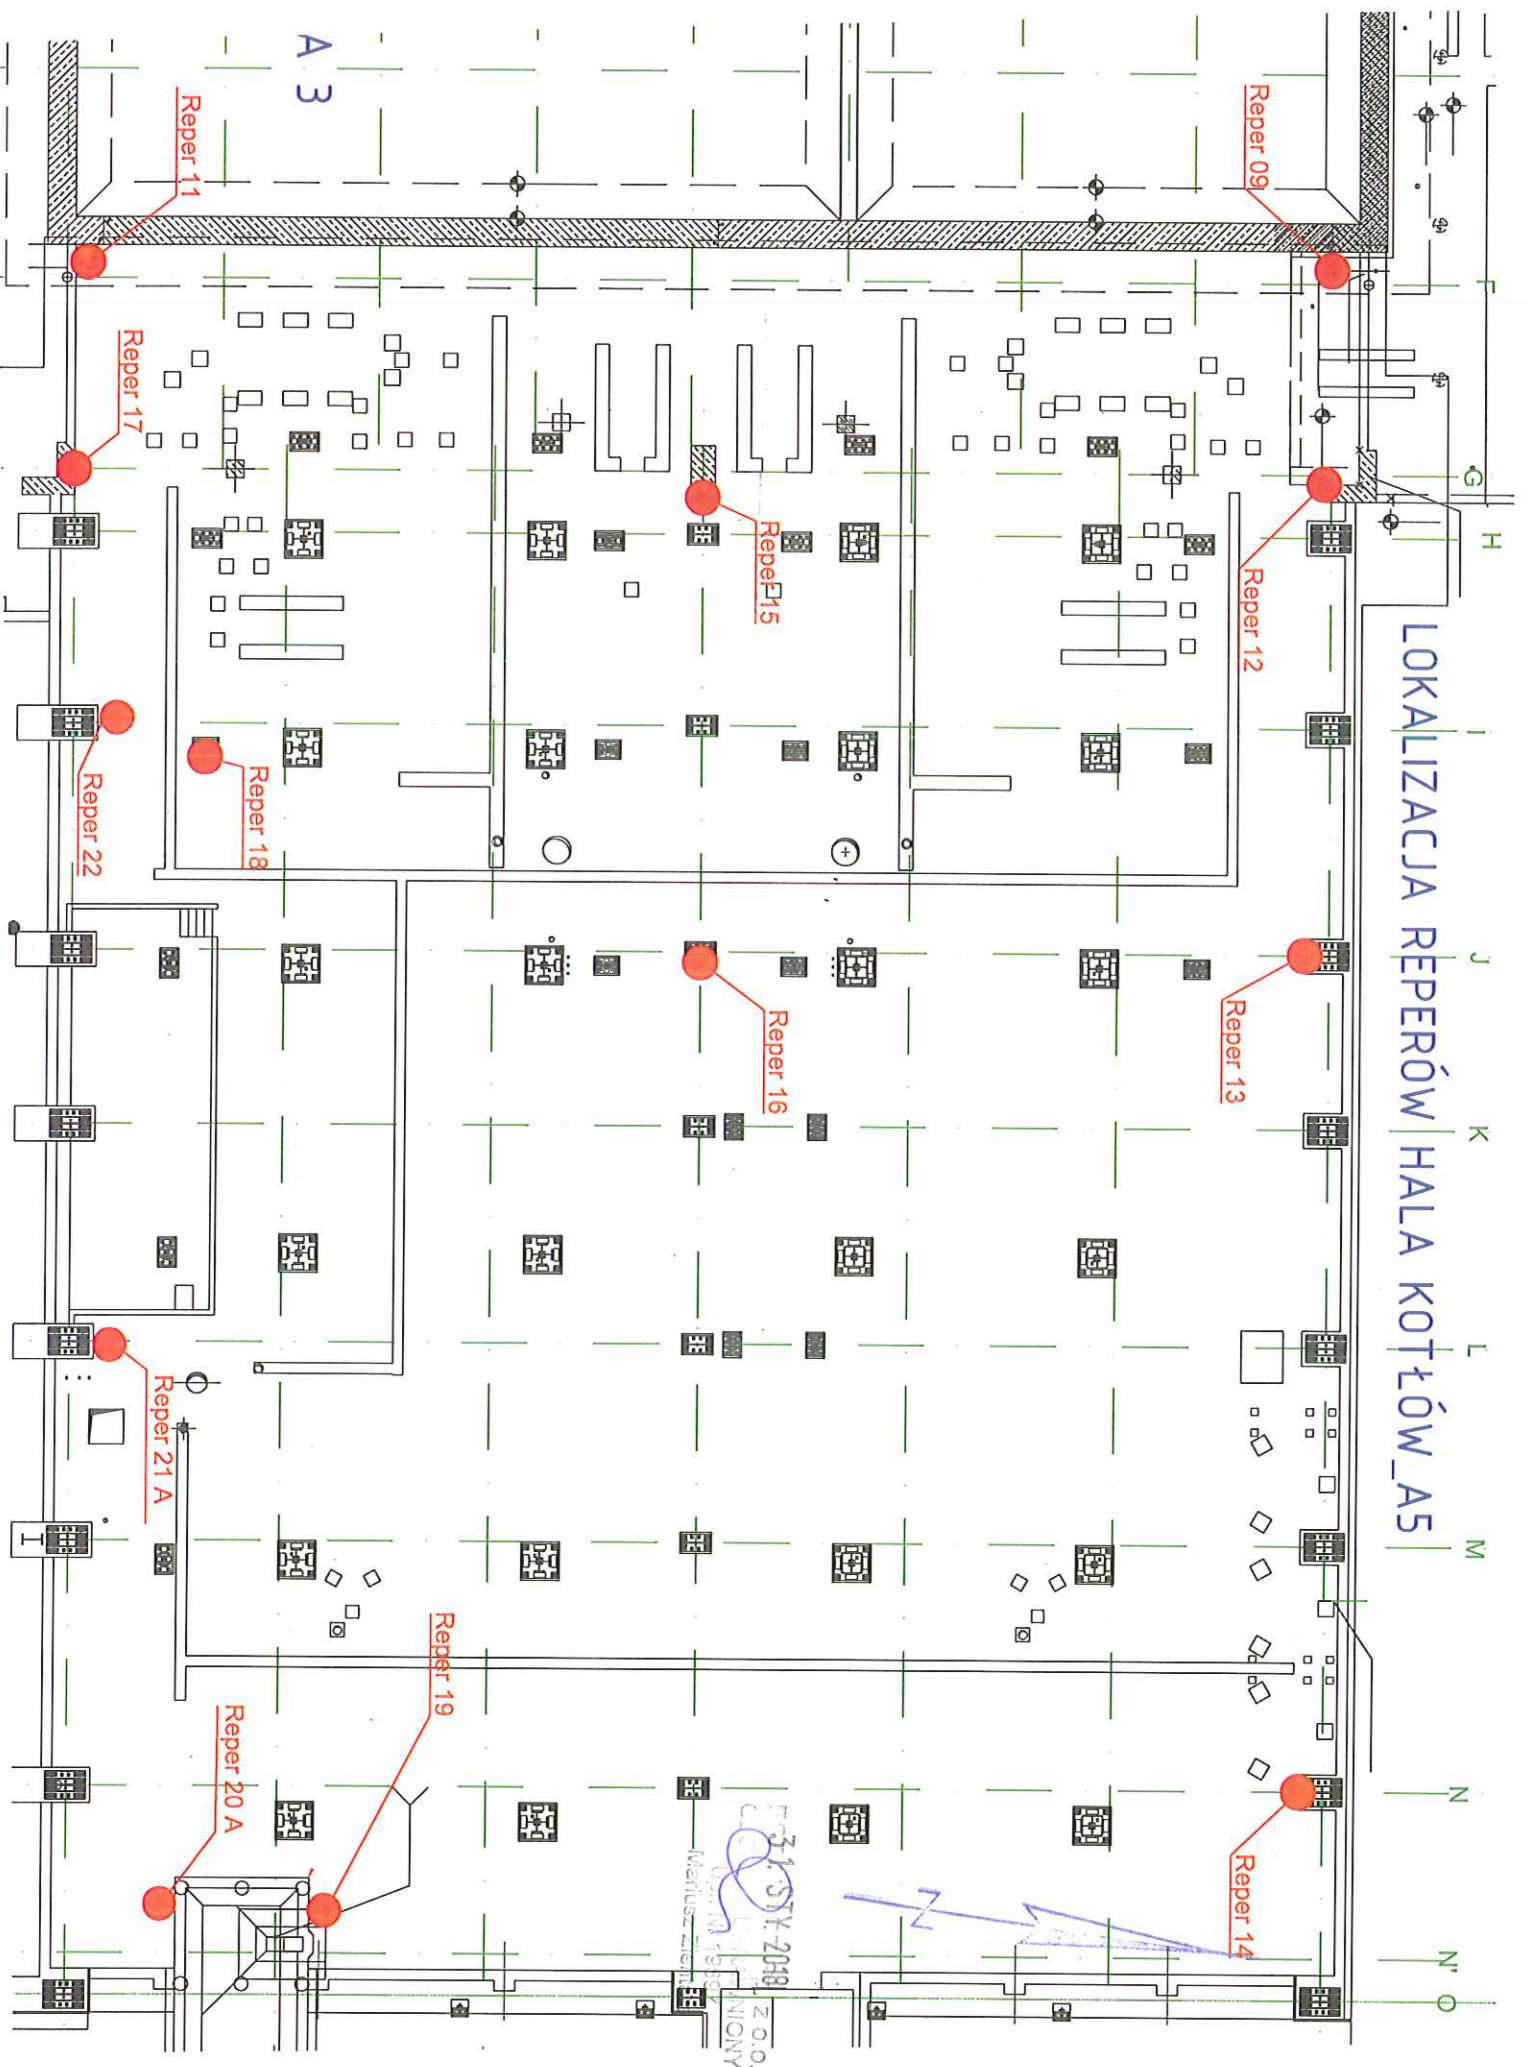 LOKALIZACJA REPERÓW HALA KOTŁÓW_A5
F
G
H
I
J
K
L
M
N
N'
O
A 3
Reper 09
Reper 12
Reper 13
Reper 14
Reper 15
Reper 16
Reper 11
Reper 17
Reper 18
Reper 22
Reper 21 A
Reper 19
Reper 20 A
N
31. STY. 2018
Z O.O.
Mariusz